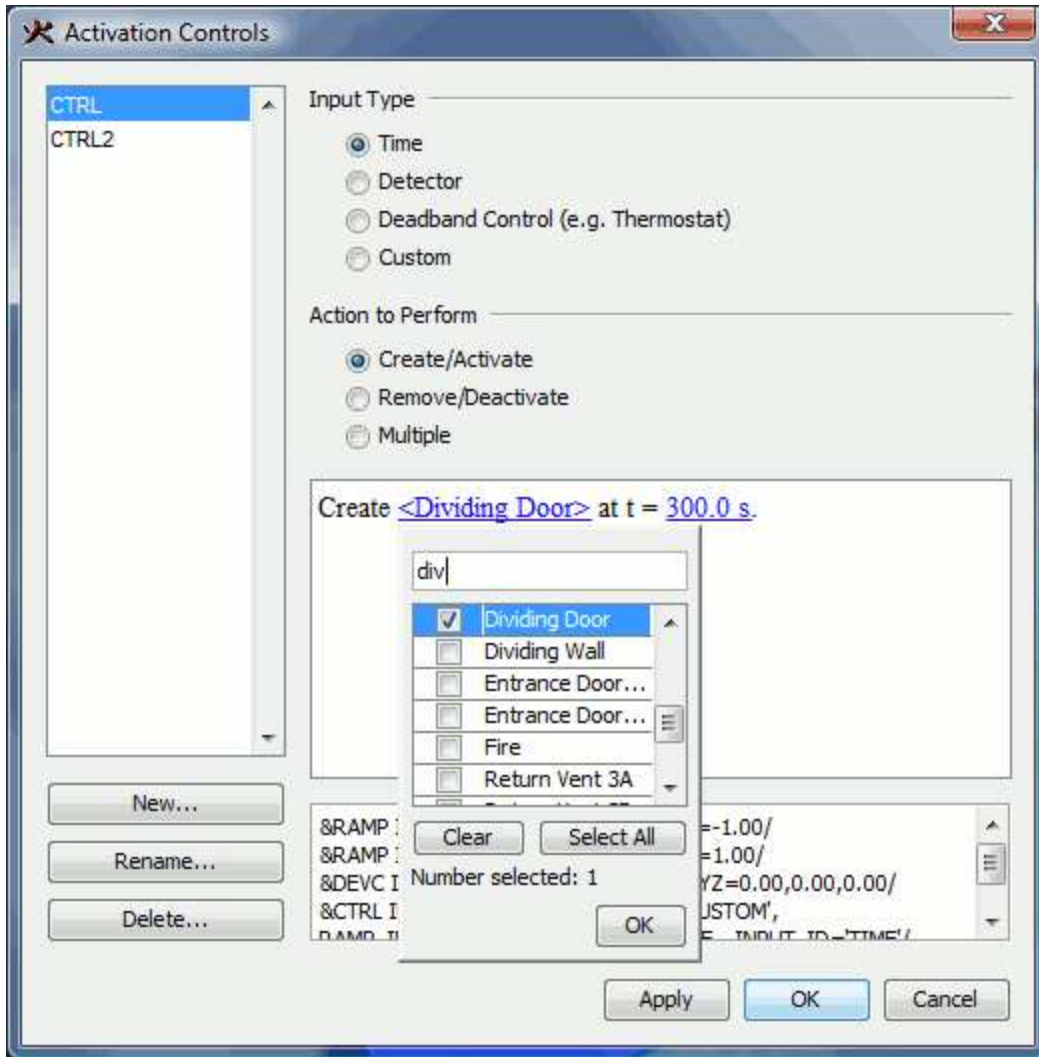 Activation Controls
CTRL
CTRL2
Input Type
Time
Detector
Deadband Control (e.g. Thermostat)
Custom
Action to Perform
Create/Activate
Remove/Deactivate
Multiple
Create <Dividing Door> at t = 300.0 s.
div
Dividing Door
Dividing Wall
Entrance Door...
Entrance Door...
Fire
Return Vent 3A
Clear
Select All
Number selected: 1
OK
New...
Rename...
Delete...
&RAMP =-1.00/
&RAMP =1.00/
&DEVC YZ=0.00,0.00,0.00/
&CTRL USTOM',
INPUT_ID='TIME'/
Apply
OK
Cancel